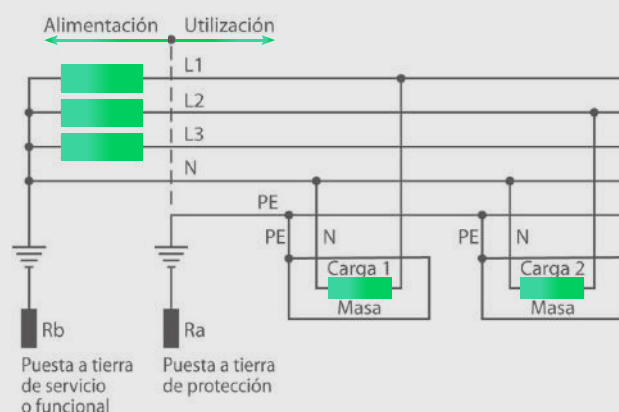 Alimentación Utilización
L1
L2
L3
N
PE
PE N
PE N
Carga 1
Carga 2
Masa
Masa
Rb
Ra
Puesta a tierra
de servicio
o funcional
Puesta a tierra
de protección